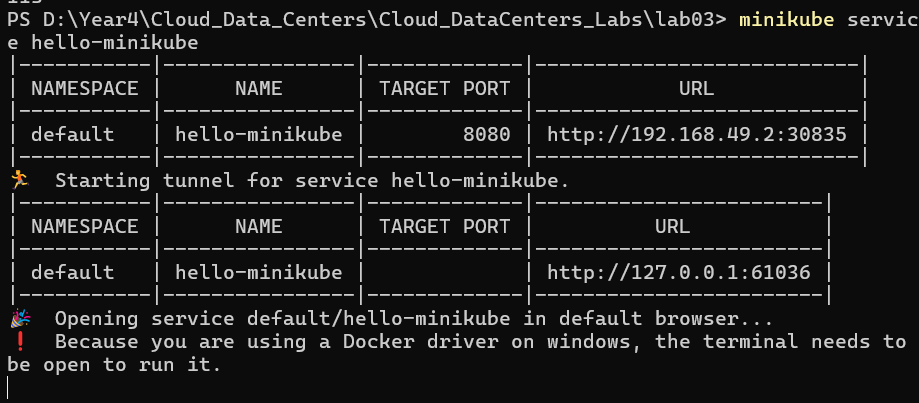 PS D:\Year4\Cloud_Data_Centers\Cloud_DataCenters_Labs\lab03> minikube servic
e hello-minikube
|-----------|----------------|-------------|---------------------------|
| NAMESPACE |      NAME      | TARGET PORT |            URL            |
|-----------|----------------|-------------|---------------------------|
| default   | hello-minikube |        8080 | http://192.168.49.2:30835 |
|-----------|----------------|-------------|---------------------------|
🏃  Starting tunnel for service hello-minikube.
|-----------|----------------|-------------|------------------------|
| NAMESPACE |      NAME      | TARGET PORT |          URL           |
|-----------|----------------|-------------|------------------------|
| default   | hello-minikube |             | http://127.0.0.1:61036 |
|-----------|----------------|-------------|------------------------|
🎉  Opening service default/hello-minikube in default browser...
❗  Because you are using a Docker driver on windows, the terminal needs to
be open to run it.